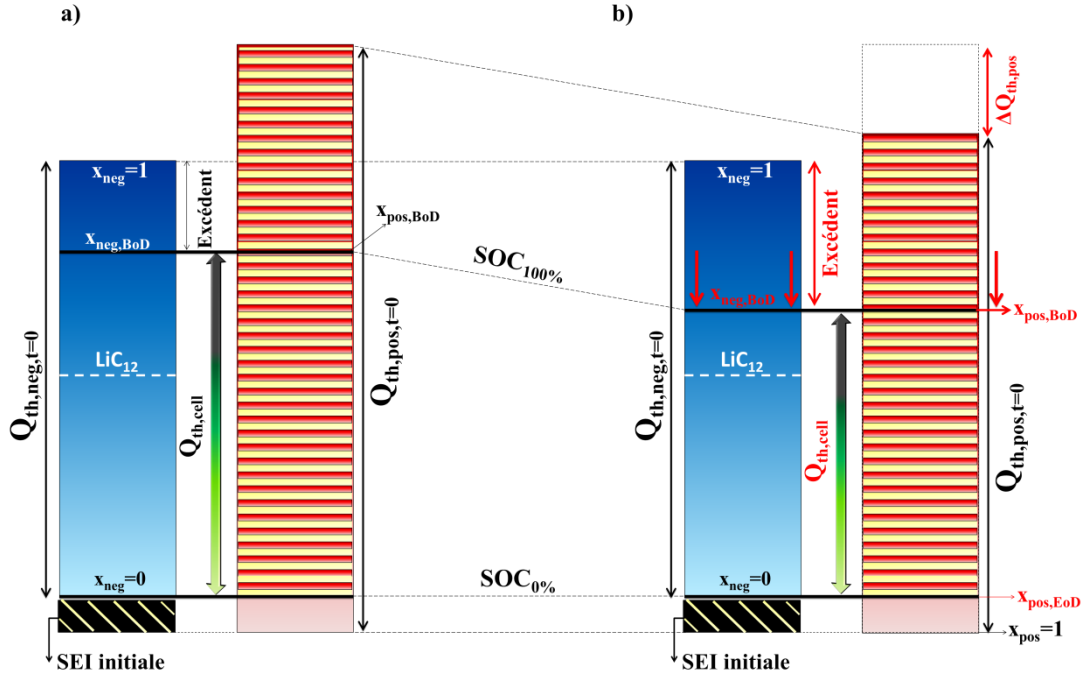 a)
b)
x_neg=1
x_neg,BoD
Excédent
x_pos,BoD
SOC_100%
Q_th,neg,t=0
LiC_12
Q_th,cell
Q_th,pos,t=0
x_neg=0
SOC_0%
SEI initiale
ΔQ_th,pos
x_neg=1
Excédent
x_neg,BoD
x_pos,BoD
Q_th,neg,t=0
LiC_12
Q_th,cell
Q_th,pos,t=0
x_neg=0
x_pos,EoD
x_pos=1
SEI initiale